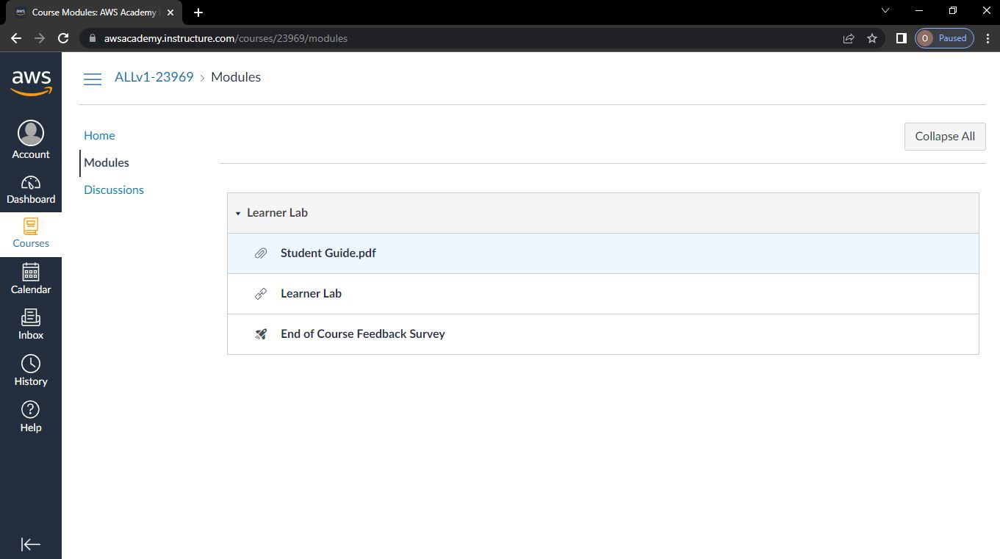 aws Course Modules: AWS Academy
awsacademy.instructure.com/courses/23969/modules
O Paused
aws
ALLv1-23969 > Modules
Account
Dashboard
Courses
Calendar
Inbox
History
Help
Home
Modules
Discussions
Collapse All
Learner Lab
Student Guide.pdf
Learner Lab
End of Course Feedback Survey